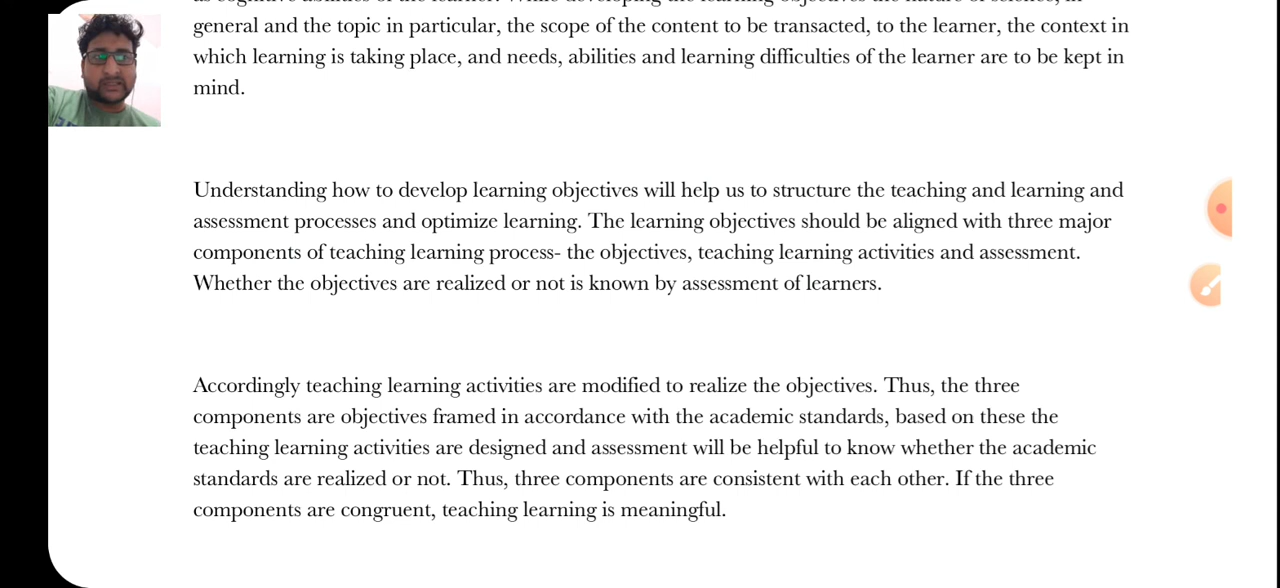 general and the topic in particular, the scope of the content to be transacted, to the learner, the context in
which learning is taking place, and needs, abilities and learning difficulties of the learner are to be kept in
mind.
Understanding how to develop learning objectives will help us to structure the teaching and learning and
assessment processes and optimize learning. The learning objectives should be aligned with three major
components of teaching learning process- the objectives, teaching learning activities and assessment.
Whether the objectives are realized or not is known by assessment of learners.
Accordingly teaching learning activities are modified to realize the objectives. Thus, the three
components are objectives framed in accordance with the academic standards, based on these the
teaching learning activities are designed and assessment will be helpful to know whether the academic
standards are realized or not. Thus, three components are consistent with each other. If the three
components are congruent, teaching learning is meaningful.